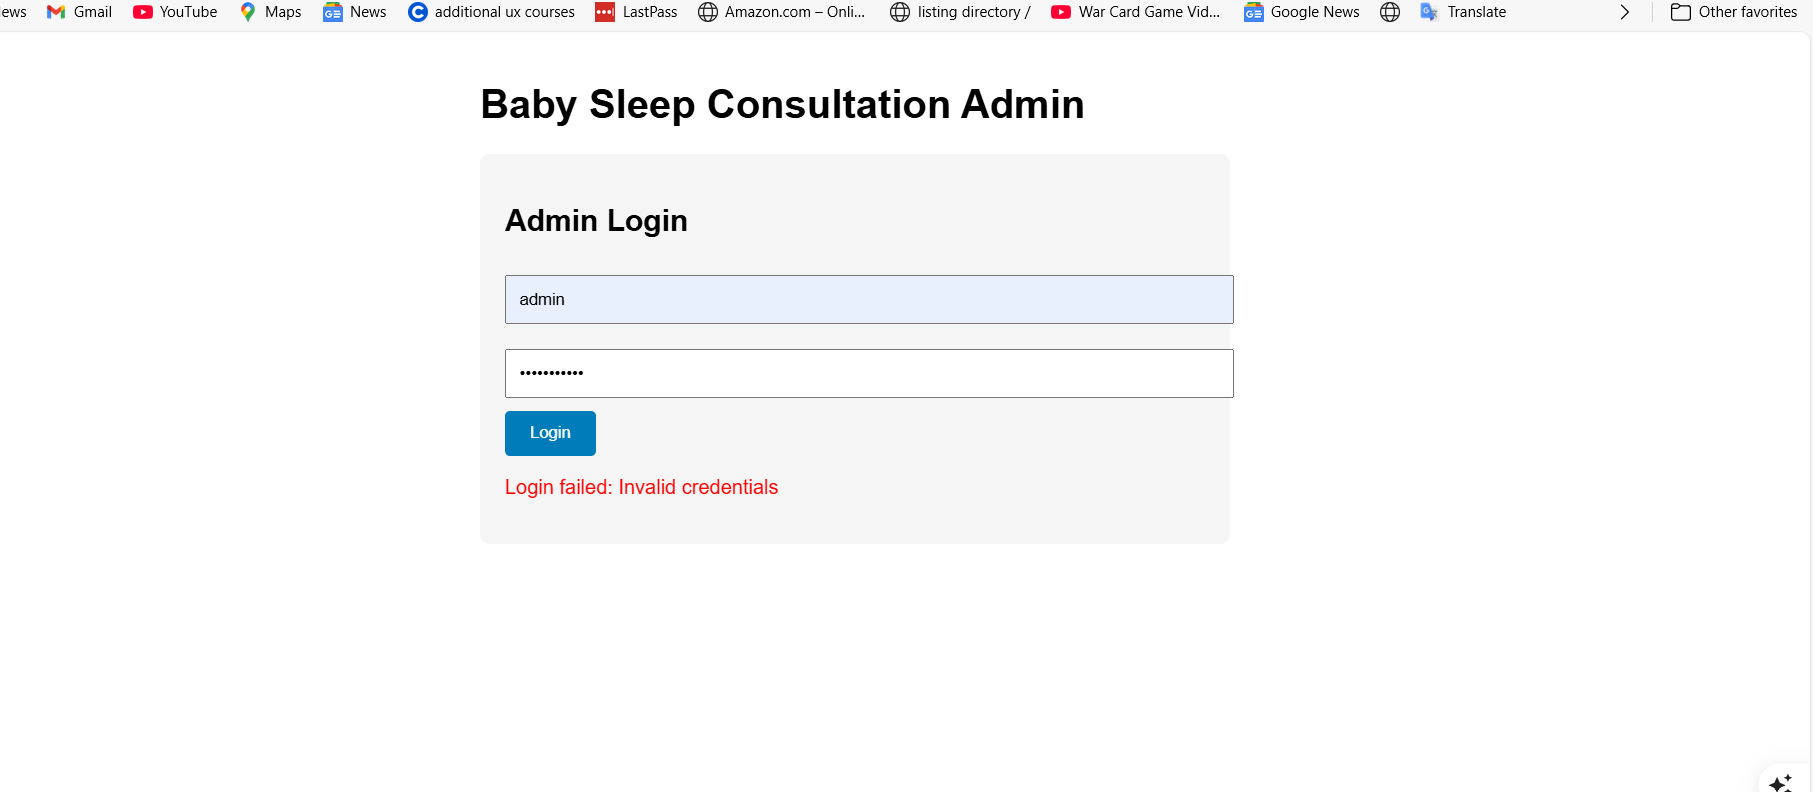 ews Gmail YouTube Maps News additional ux courses LastPass Amazon.com – Onli... listing directory / War Card Game Vid... Google News Translate Other favorites
Baby Sleep Consultation Admin
Admin Login
admin
•••••••••••
Login
Login failed: Invalid credentials